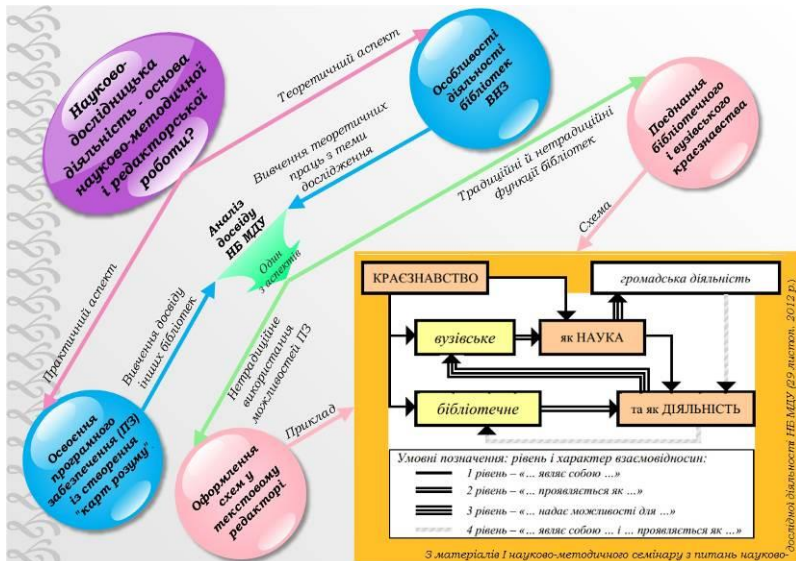 Науково-
дослідницька
діяльність - основа
науково-методичної
і редакторської
роботи?
Теоретичний аспект
Особливості
діяльності
бібліотек
ВНЗ
Вивчення теоретичних
праць з теми
дослідження
Традиційні й нетрадиційні
функції бібліотек
Поєднання
бібліотечного
і вузівського
краєзнавства
Схема
Аналіз
досвіду
НБ МДУ
Один
з аспектів
Практичний аспект
Вивчення досвіду
інших бібліотек
Нетрадиційне
використання
можливостей ПЗ
Освоєння
програмного
забезпечення (ПЗ)
із створення
"карт розуму"
Оформлення
схем у
текстовому
редакторі
Приклад
КРАЄЗНАВСТВО
громадська діяльність
вузівське
як НАУКА
бібліотечне
та як ДІЯЛЬНІСТЬ
Умовні позначення: рівень і характер взаємовідносин:
1 рівень – «... являє собою ...»
2 рівень – «... проявляється як ...»
3 рівень – «... надає можливості для ...»
4 рівень – «... являє собою ... і ... проявляється як ...»
З матеріалів І науково-методичного семінару з питань науково-
дослідної діяльності НБ МДУ (29 листоп. 2012 р.)